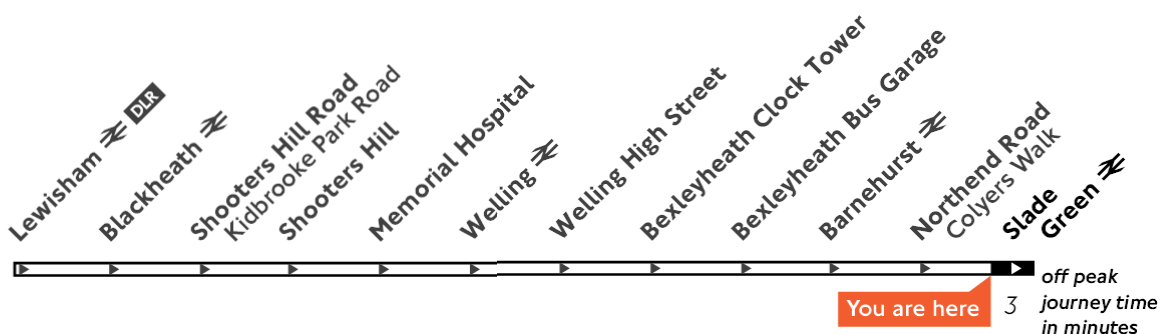 Lewisham
DLR
Blackheath
Shooters Hill Road
Kidbrooke Park Road
Shooters Hill
Memorial Hospital
Welling
Welling High Street
Bexleyheath Clock Tower
Bexleyheath Bus Garage
Barnehurst
Northend Road
Colyers Walk
Slade
Green
You are here
3
off peak
journey time
in minutes